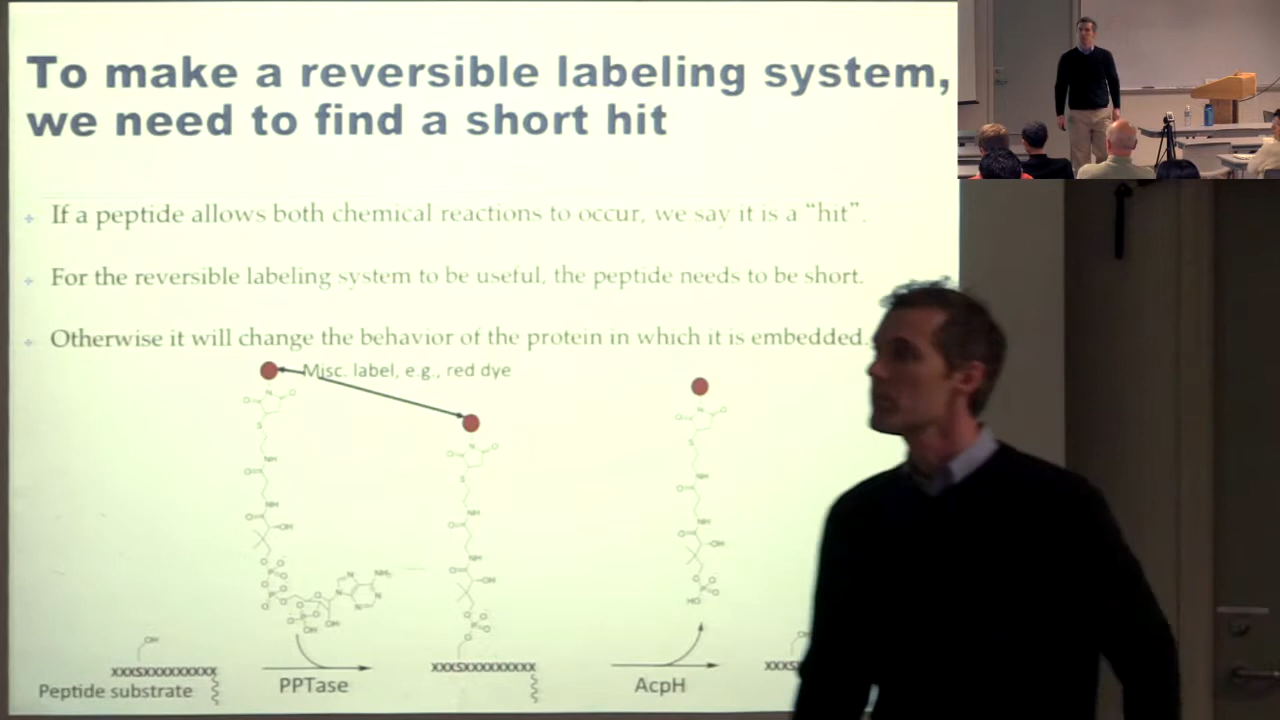 To make a reversible labeling system,
we need to find a short hit
If a peptide allows both chemical reactions to occur, we say it is a “hit”.
For the reversible labeling system to be useful, the peptide needs to be short.
Otherwise it will change the behavior of the protein in which it is embedded.
Misc. label, e.g., red dye
XXXSXXXXXXXXX
XXXSXXXXXXXXX
XXXS
Peptide substrate
PPTase
AcpH